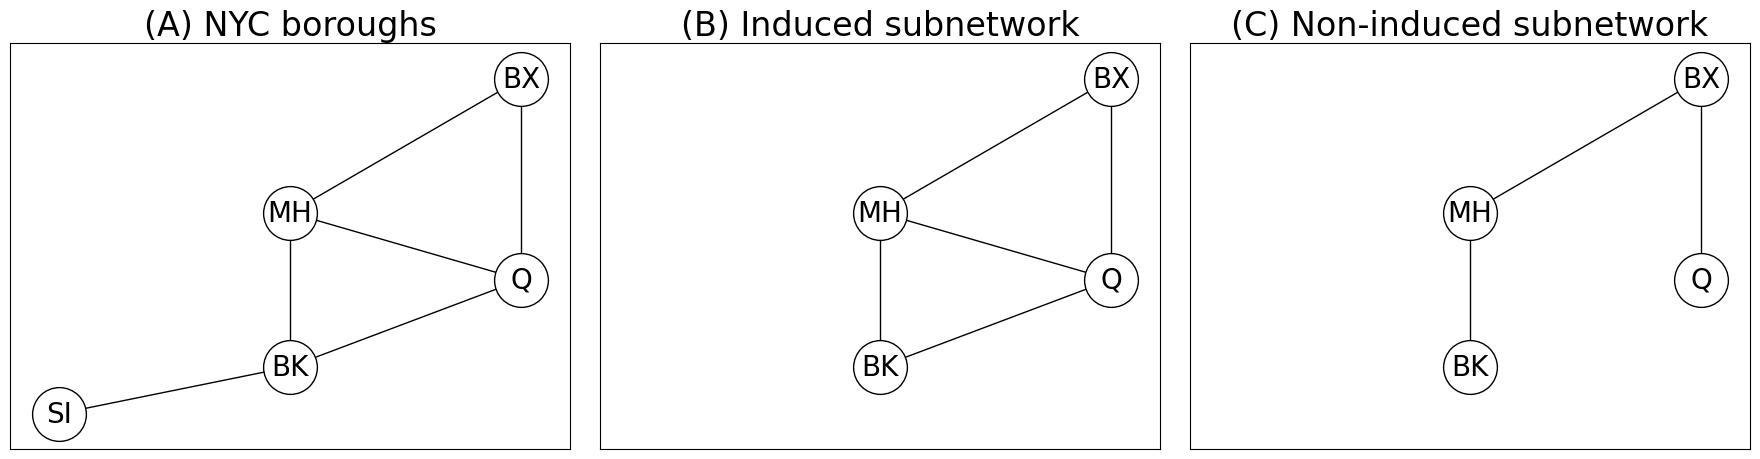 (A) NYC boroughs
BX
MH
Q
BK
SI
(B) Induced subnetwork
BX
MH
Q
BK
(C) Non-induced subnetwork
BX
MH
Q
BK